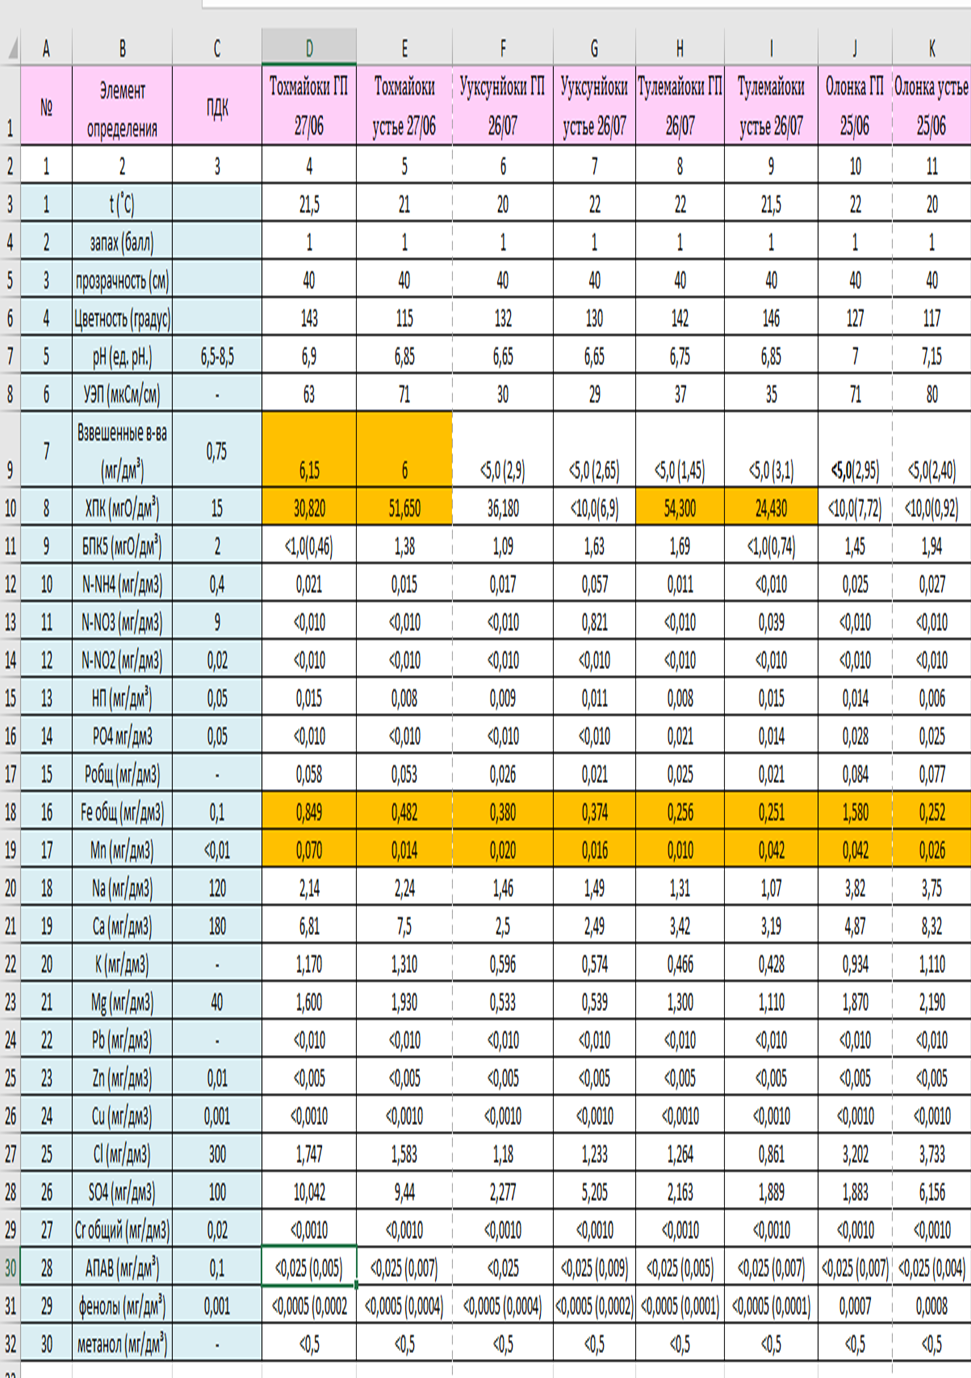 A B C D E F G H I J K
1 № Элемент определения ПДК Тохмайоки ГП 27/06 Тохмайоки устье 27/06 Ууксунйоки ГП 26/07 Ууксунйоки устье 26/07 Тулемайоки ГП 26/07 Тулемайоки устье 26/07 Олонка ГП 25/06 Олонка устье 25/06
2 1 2 3 4 5 6 7 8 9 10 11
3 1 t (˚C) 21,5 21 20 22 22 21,5 22 20
4 2 запах (балл) 1 1 1 1 1 1 1 1
5 3 прозрачность (см) 40 40 40 40 40 40 40 40
6 4 Цветность (градус) 143 115 132 130 142 146 127 117
7 5 рН (ед. рН.) 6,5-8,5 6,9 6,85 6,65 6,65 6,75 6,85 7 7,15
8 6 УЭП (мкСм/см) - 63 71 30 29 37 35 71 80
9 7 Взвешенные в-ва (мг/дм³) 0,75 6,15 6 <5,0 (2,9) <5,0 (2,65) <5,0 (1,45) <5,0 (3,1) <5,0(2,95) <5,0(2,40)
10 8 ХПК (мгО/дм³) 15 30,820 51,650 36,180 <10,0(6,9) 54,300 24,430 <10,0(7,72) <10,0(0,92)
11 9 БПК5 (мгО/дм³) 2 <1,0(0,46) 1,38 1,09 1,63 1,69 <1,0(0,74) 1,45 1,94
12 10 N-NH4 (мг/дм3) 0,4 0,021 0,015 0,017 0,057 0,011 <0,010 0,025 0,027
13 11 N-NO3 (мг/дм3) 9 <0,010 <0,010 <0,010 0,821 <0,010 0,039 <0,010 <0,010
14 12 N-NO2 (мг/дм3) 0,02 <0,010 <0,010 <0,010 <0,010 <0,010 <0,010 <0,010 <0,010
15 13 НП (мг/дм³) 0,05 0,015 0,008 0,009 0,011 0,008 0,015 0,014 0,006
16 14 PO4 мг/дм3 0,05 <0,010 <0,010 <0,010 <0,010 0,021 0,014 0,028 0,025
17 15 Робщ (мг/дм3) - 0,058 0,053 0,026 0,021 0,025 0,021 0,084 0,077
18 16 Fe общ (мг/дм3) 0,1 0,849 0,482 0,380 0,374 0,256 0,251 1,580 0,252
19 17 Mn (мг/дм3) <0,01 0,070 0,014 0,020 0,016 0,010 0,042 0,042 0,026
20 18 Na (мг/дм3) 120 2,14 2,24 1,46 1,49 1,31 1,07 3,82 3,75
21 19 Ca (мг/дм3) 180 6,81 7,5 2,5 2,49 3,42 3,19 4,87 8,32
22 20 K (мг/дм3) - 1,170 1,310 0,596 0,574 0,466 0,428 0,934 1,110
23 21 Mg (мг/дм3) 40 1,600 1,930 0,533 0,539 1,300 1,110 1,870 2,190
24 22 Pb (мг/дм3) - <0,010 <0,010 <0,010 <0,010 <0,010 <0,010 <0,010 <0,010
25 23 Zn (мг/дм3) 0,01 <0,005 <0,005 <0,005 <0,005 <0,005 <0,005 <0,005 <0,005
26 24 Cu (мг/дм3) 0,001 <0,0010 <0,0010 <0,0010 <0,0010 <0,0010 <0,0010 <0,0010 <0,0010
27 25 Cl (мг/дм3) 300 1,747 1,583 1,18 1,233 1,264 0,861 3,202 3,733
28 26 SO4 (мг/дм3) 100 10,042 9,44 2,277 5,205 2,163 1,889 1,883 6,156
29 27 Cr общий (мг/дм3) 0,02 <0,0010 <0,0010 <0,0010 <0,0010 <0,0010 <0,0010 <0,0010 <0,0010
30 28 АПАВ (мг/дм³) 0,1 <0,025 (0,005) <0,025 (0,007) <0,025 <0,025 (0,009) <0,025 (0,005) <0,025 (0,007) <0,025 (0,007) <0,025 (0,004)
31 29 фенолы (мг/дм³) 0,001 <0,0005 (0,0002 <0,0005 (0,0004) <0,0005 (0,0004) <0,0005 (0,0002) <0,0005 (0,0001) <0,0005 (0,0001) 0,0007 0,0008
32 30 метанол (мг/дм³) - <0,5 <0,5 <0,5 <0,5 <0,5 <0,5 <0,5 <0,5